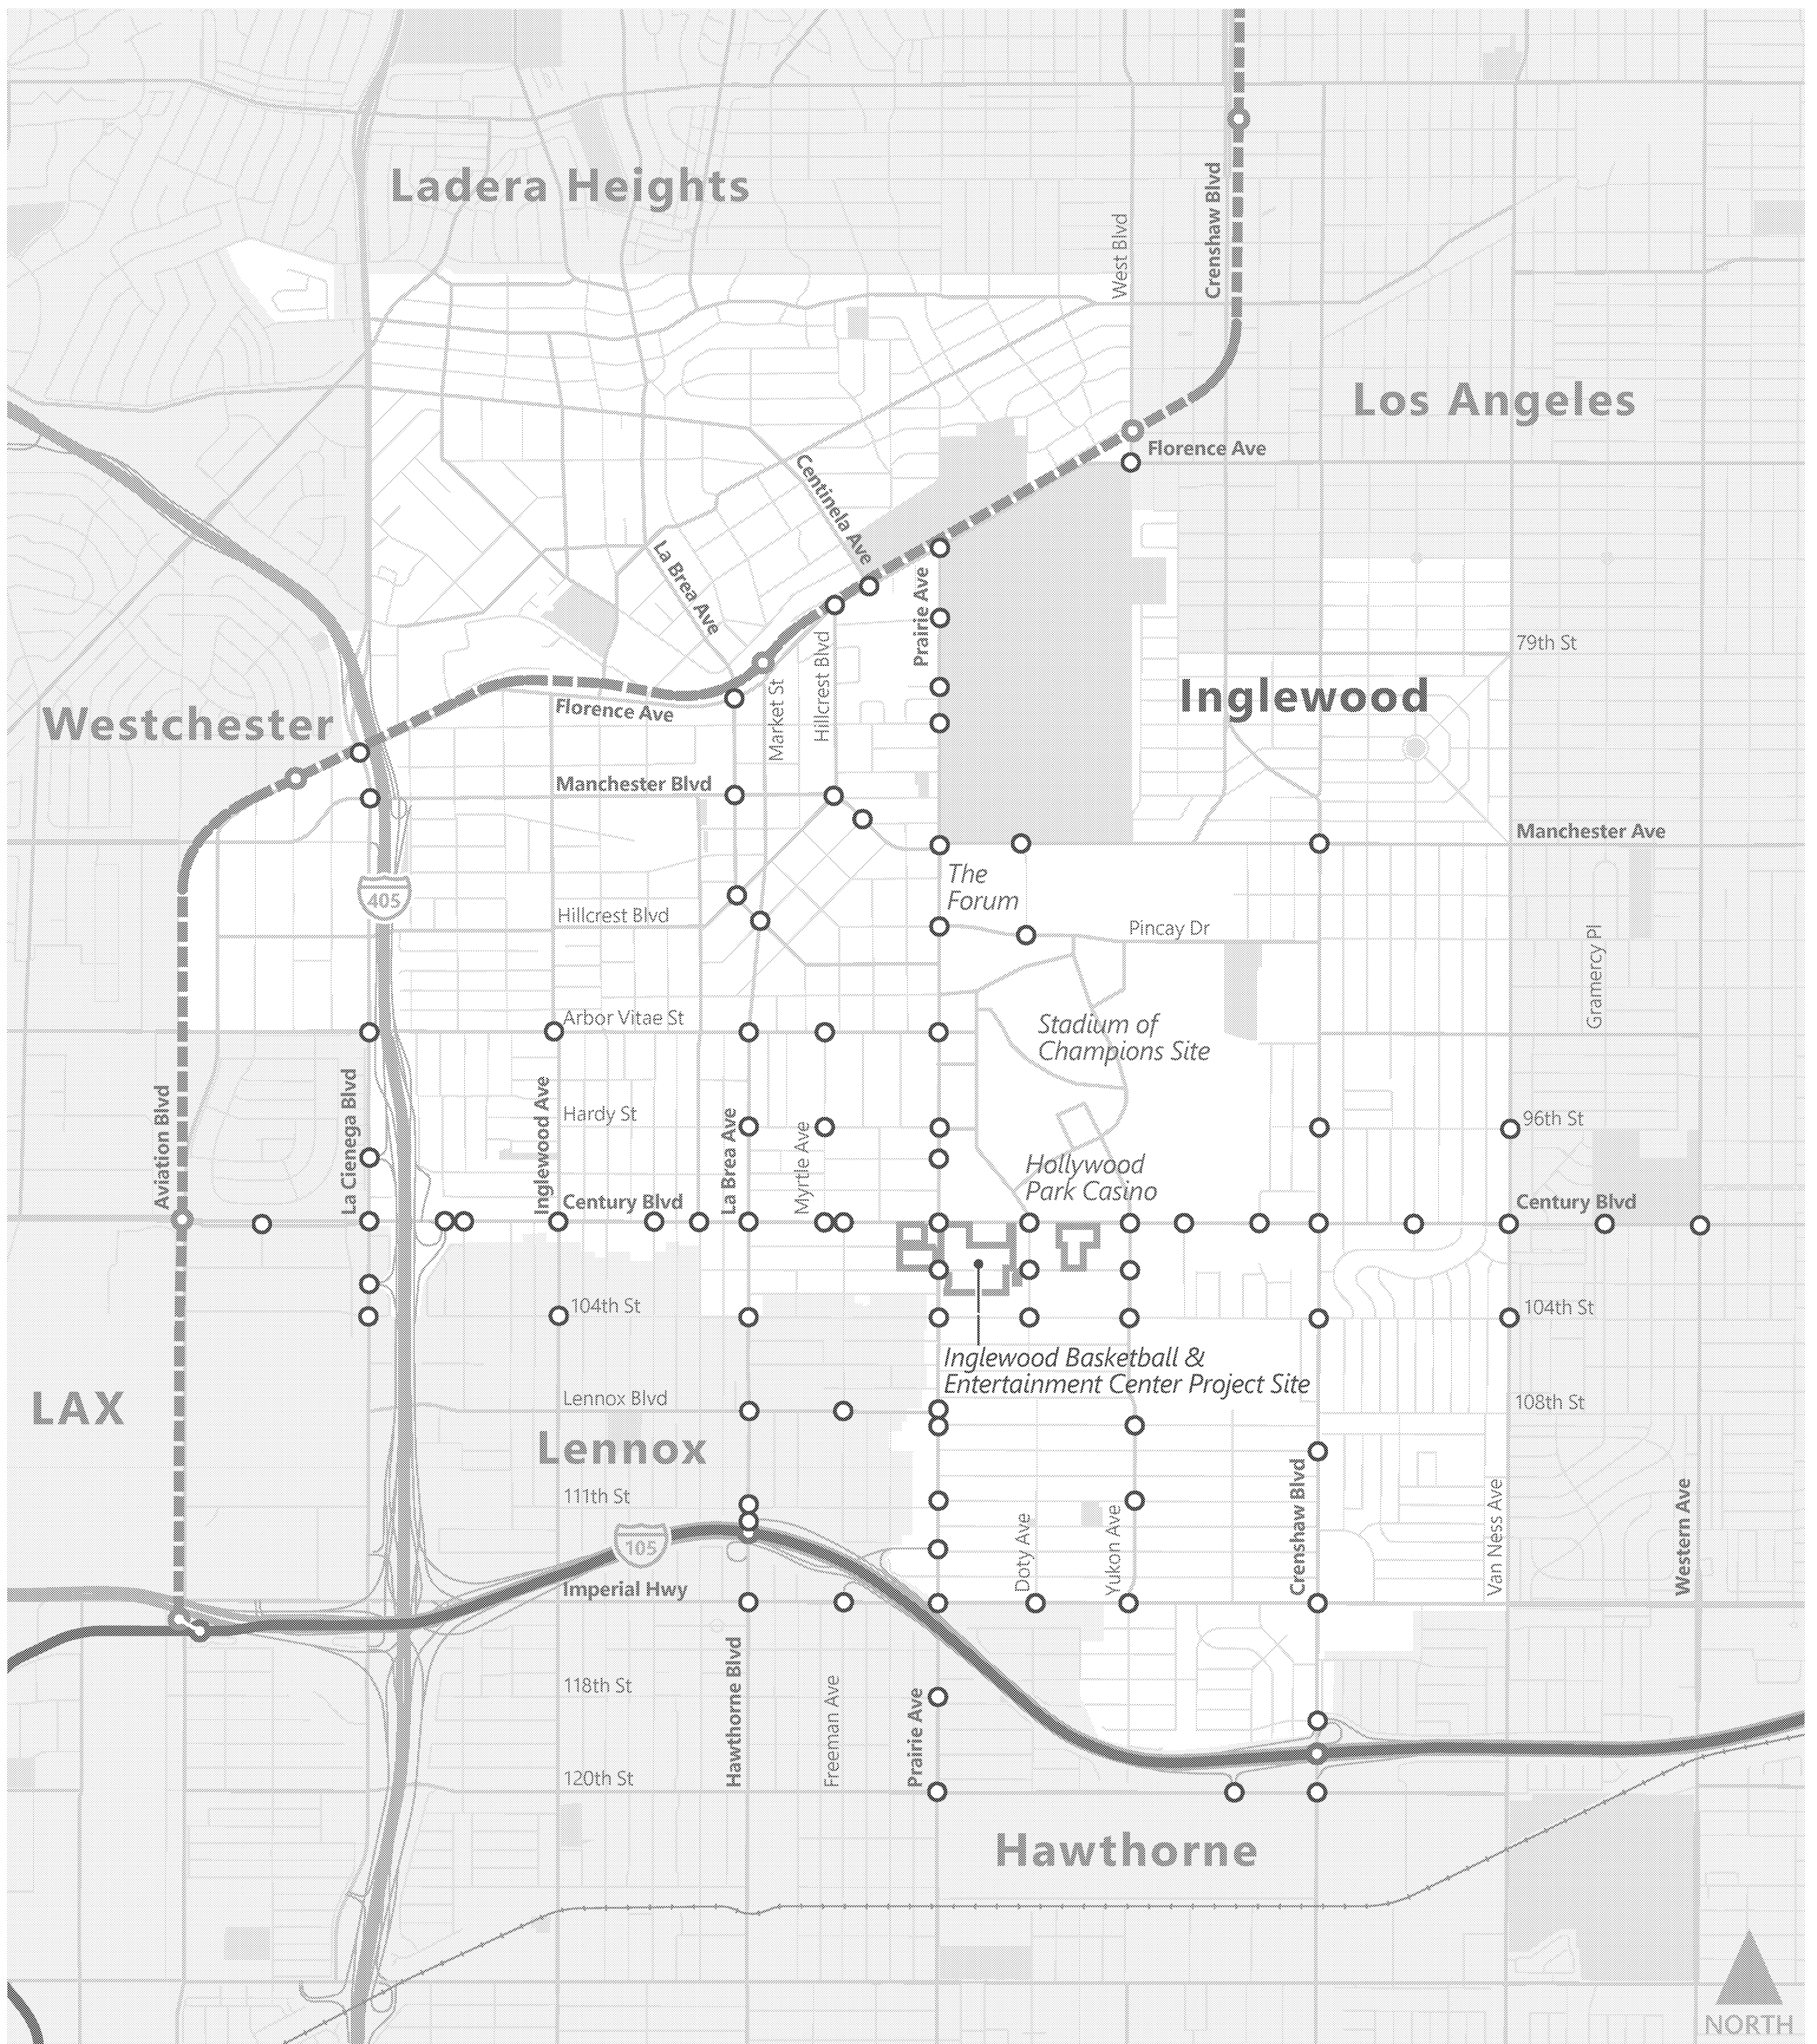 Ladera Heights
West Blvd
Crenshaw Blvd
Los Angeles
Florence Ave
Centinela Ave
La Brea Ave
Prairie Ave
79th St
Inglewood
Hillcrest Blvd
Market St
Florence Ave
Westchester
Manchester Blvd
Manchester Ave
The
Forum
405
Hillcrest Blvd
Pincay Dr
Gramercy Pl
Arbor Vitae St
Stadium of
Champions Site
Aviation Blvd
La Cienega Blvd
Inglewood Ave
Hardy St
La Brea Ave
Myrtle Ave
96th St
Hollywood
Park Casino
Century Blvd
Century Blvd
104th St
104th St
Inglewood Basketball &
Entertainment Center Project Site
LAX
Lennox Blvd
108th St
Lennox
111th St
Crenshaw Blvd
Van Ness Ave
Western Ave
Doty Ave
Yukon Ave
105
Imperial Hwy
Hawthorne Blvd
Freeman Ave
Prairie Ave
118th St
120th St
Hawthorne
NORTH